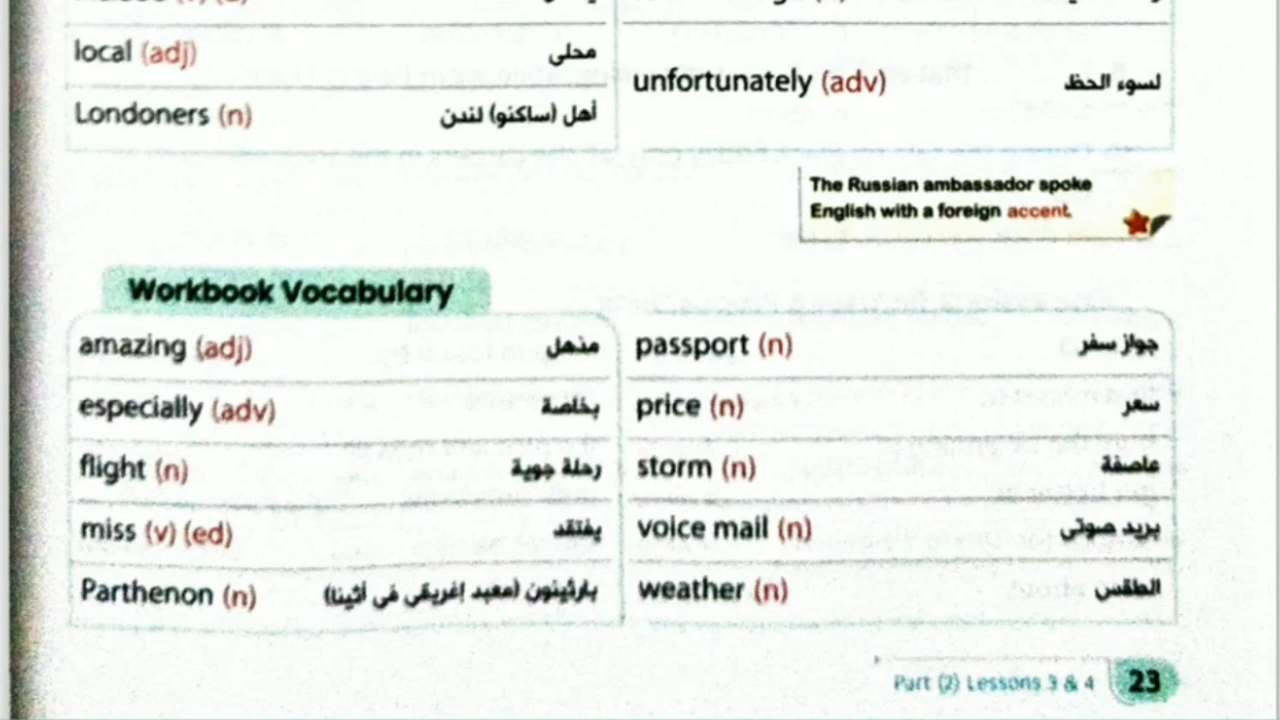 local (adj) محلى
Londoners (n) أهل (ساكنو) لندن
unfortunately (adv) لسوء الحظ
The Russian ambassador spoke
English with a foreign accent.
Workbook Vocabulary
amazing (adj) مذهل
especially (adv) بخاصة
flight (n) رحلة جوية
miss (v) (ed) يفتقد
Parthenon (n) بارثينون (معبد إغريقى فى أثينا)
passport (n) جواز سفر
price (n) سعر
storm (n) عاصفة
voice mail (n) بريد صوتى
weather (n) الطقس
Part (2) Lessons 3 & 4 23